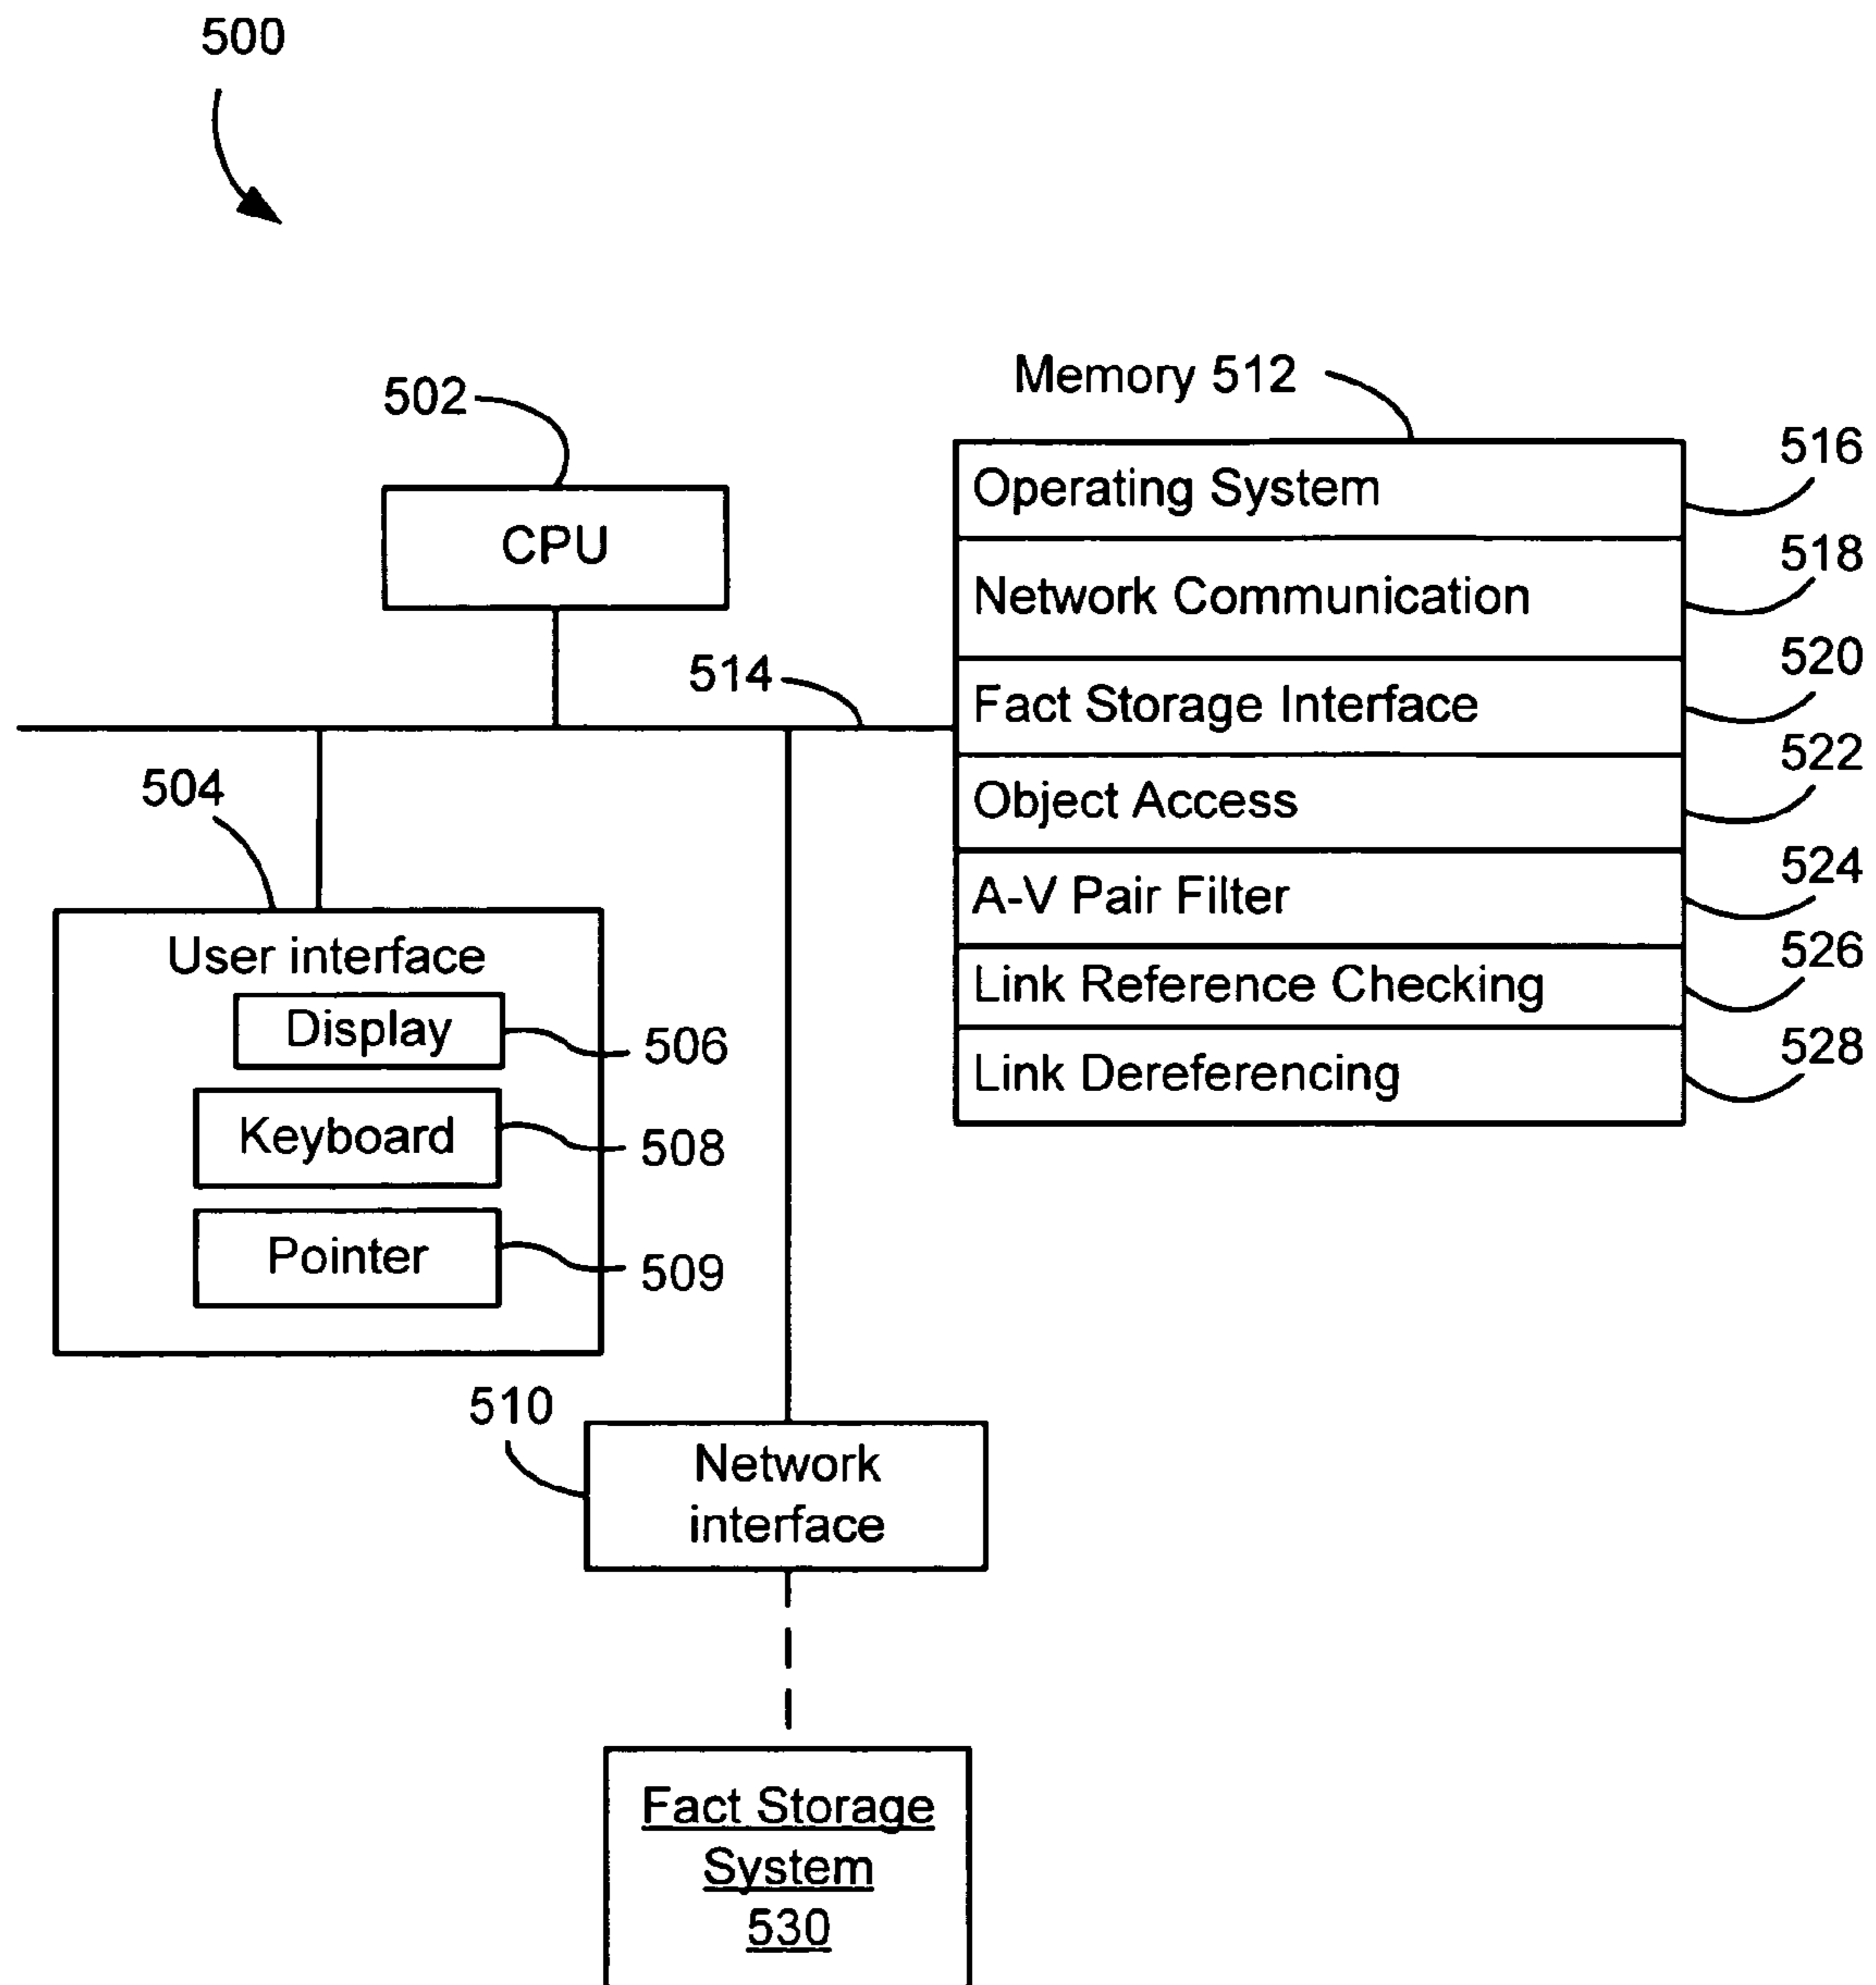 500
502
Memory 512
CPU
Operating System
516
Network Communication
518
514
Fact Storage Interface
520
Object Access
522
504
A-V Pair Filter
524
User interface
Link Reference Checking
526
Display
506
Link Dereferencing
528
Keyboard
508
Pointer
509
510
Network
interface
Fact Storage
System
530